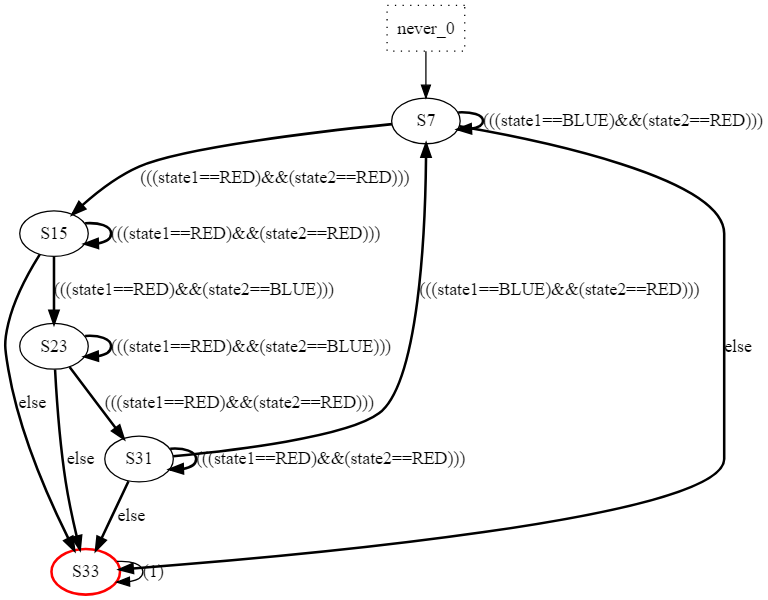 never_0
S7
(((state1==BLUE)&&(state2==RED)))
(((state1==RED)&&(state2==RED)))
S15
(((state1==RED)&&(state2==RED)))
(((state1==RED)&&(state2==BLUE)))
(((state1==BLUE)&&(state2==RED)))
S23
(((state1==RED)&&(state2==BLUE)))
else
else
(((state1==RED)&&(state2==RED)))
else
S31
(((state1==RED)&&(state2==RED)))
else
S33
(1)